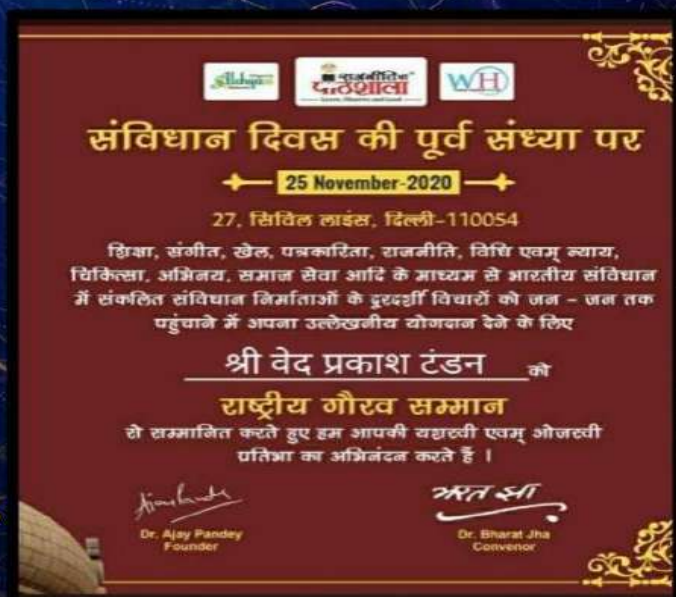 राजनीति की
पाठशाला
WH
संविधान दिवस की पूर्व संध्या पर
25 November-2020
27, सिविल लाइंस, दिल्ली-110054
शिक्षा, संगीत, खेल, पत्रकारिता, राजनीति, विधि एवम् न्याय,
चिकित्सा, अभिनय, समाज सेवा आदि के माध्यम से भारतीय संविधान
में संकलित संविधान निर्माताओं के दूरदर्शी विचारों को जन - जन तक
पहुंचाने में अपना उल्लेखनीय योगदान देने के लिए
श्री वेद प्रकाश टंडन को
राष्ट्रीय गौरव सम्मान
से सम्मानित करते हुए हम आपकी यशस्वी एवम् ओजस्वी
प्रतिभा का अभिनंदन करते हैं ।
भरत झा
Dr. Ajay Pandey
Founder
Dr. Bharat Jha
Convenor